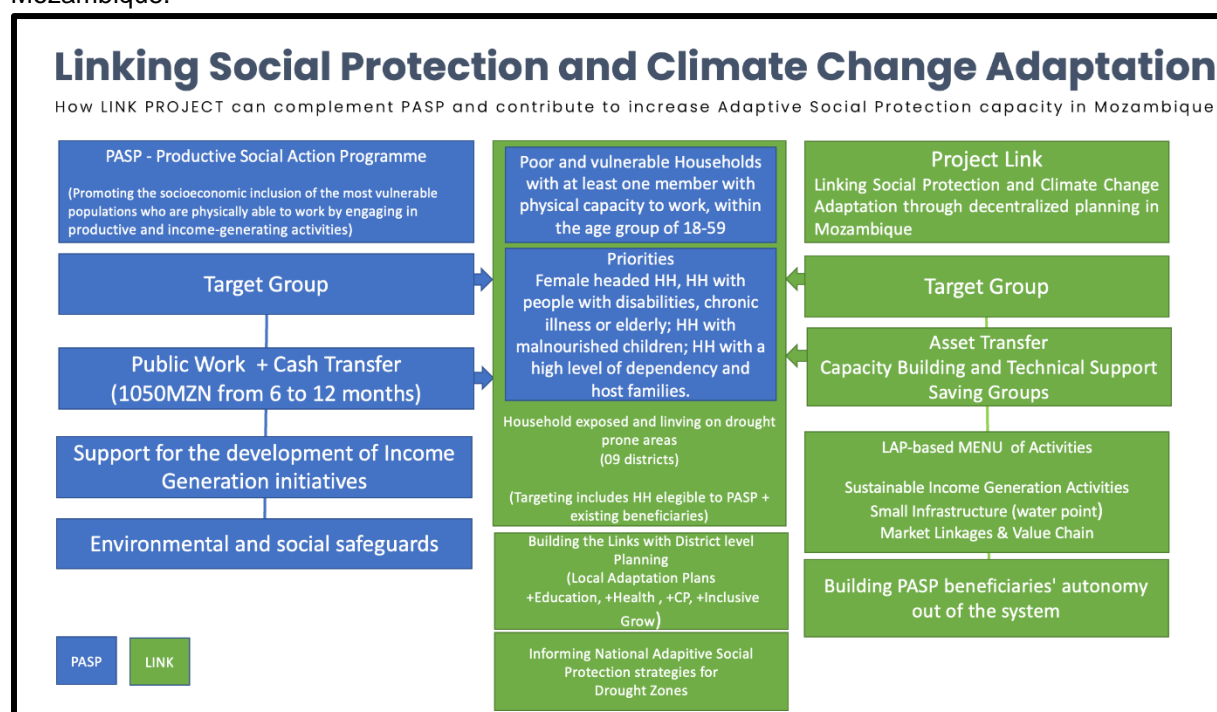 Mozambique.
Linking Social Protection and Climate Change Adaptation
How LINK PROJECT can complement PASP and contribute to increase Adaptive Social Protection capacity in Mozambique
PASP - Productive Social Action Programme
(Promoting the socioeconomic inclusion of the most vulnerable
populations who are physically able to work by engaging in
productive and income-generating activities)
Target Group
Public Work + Cash Transfer
(1050MZN from 6 to 12 months)
Support for the development of Income
Generation initiatives
Environmental and social safeguards
PASP
LINK
Poor and vulnerable Households
with at least one member with
physical capacity to work, within
the age group of 18-59
Priorities
Female headed HH, HH with
people with disabilities, chronic
illness or elderly; HH with
malnourished children; HH with a
high level of dependency and
host families.
Household exposed and linving on drought
prone areas
(09 districts)
(Targeting includes HH elegible to PASP +
existing beneficiaries)
Building the Links with District level
Planning
(Local Adaptation Plans
+Education, +Health , +CP, +Inclusive
Grow)
Informing National Adapitive Social
Protection strategies for
Drought Zones
Project Link
Linking Social Protection and Climate Change
Adaptation through decentralized planning in
Mozambique
Target Group
Asset Transfer
Capacity Building and Technical Support
Saving Groups
LAP-based MENU of Activities
Sustainable Income Generation Activities
Small Infrastructure (water point)
Market Linkages & Value Chain
Building PASP beneficiaries' autonomy
out of the system